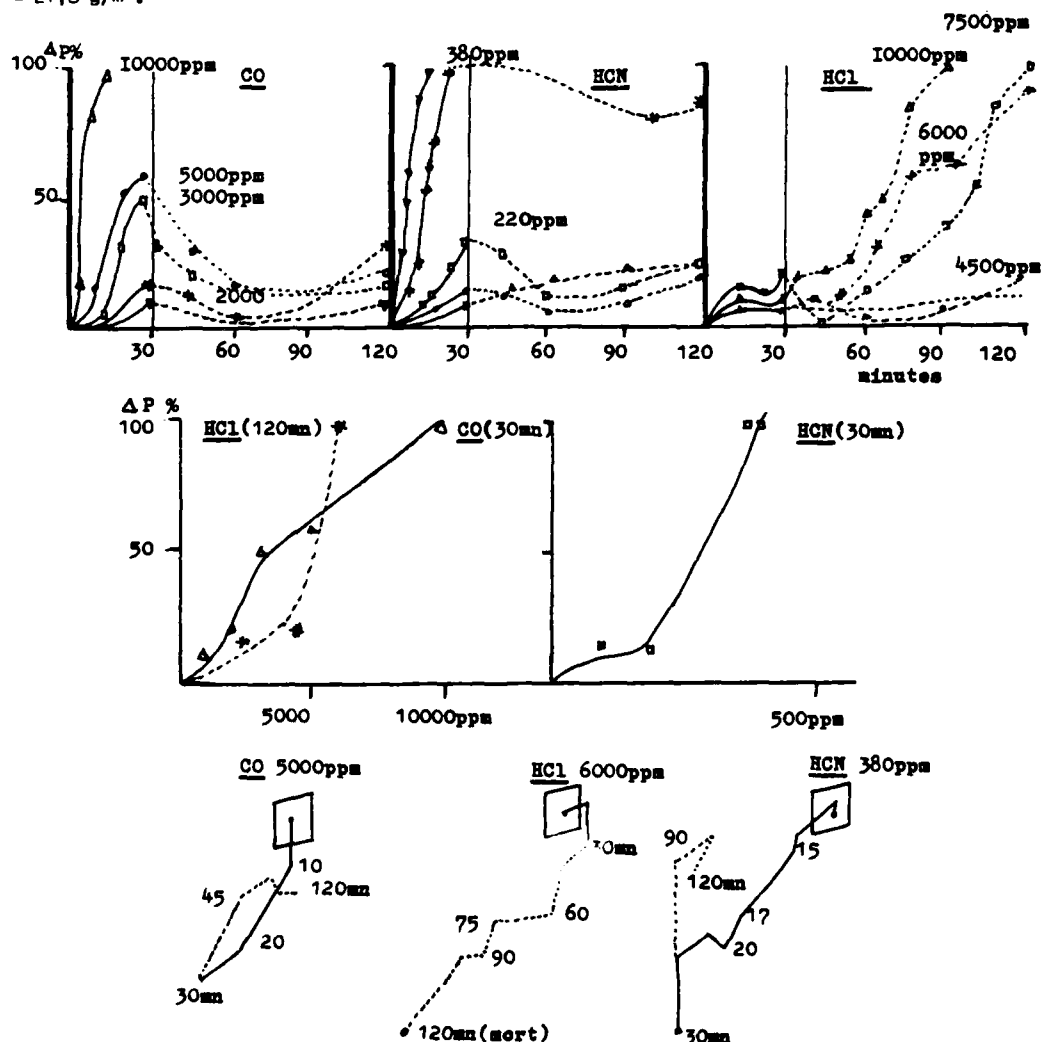 7500ppm
ΔP%
100 10000ppm CO 380ppm HCN HCl 10000ppm
6000
ppm
5000ppm
3000ppm
50
220ppm
2000
4500ppm
30 60 90 120 30 60 90 120 30 60 90 120
minutes
ΔP %
100 HCl(120mn) CO(30mn) HCN(30mn)
50
5000 10000ppm 500ppm
CO 5000ppm HCl 6000ppm HCN 380ppm
10 30mn 90 15
45 120mn 120mn
75 60 17
20 90 20
30mn
120mn(mort) 30mn